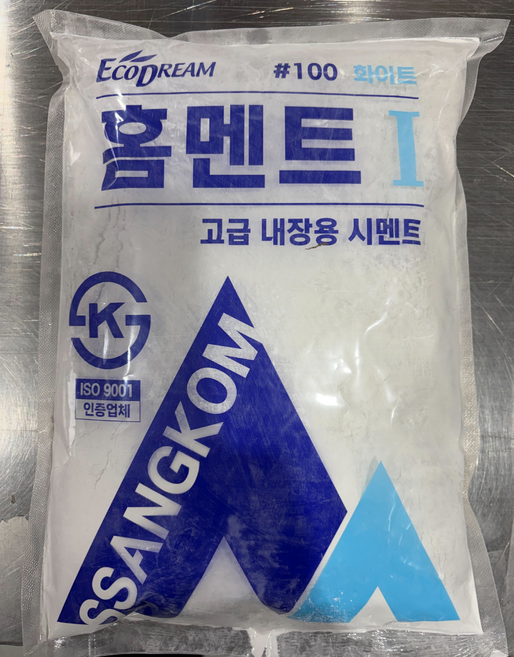 ECODREAM #100 화이트
홈멘트 I
고급 내장용 시멘트
K
ISO 9001
인증업체
SSANGKOM